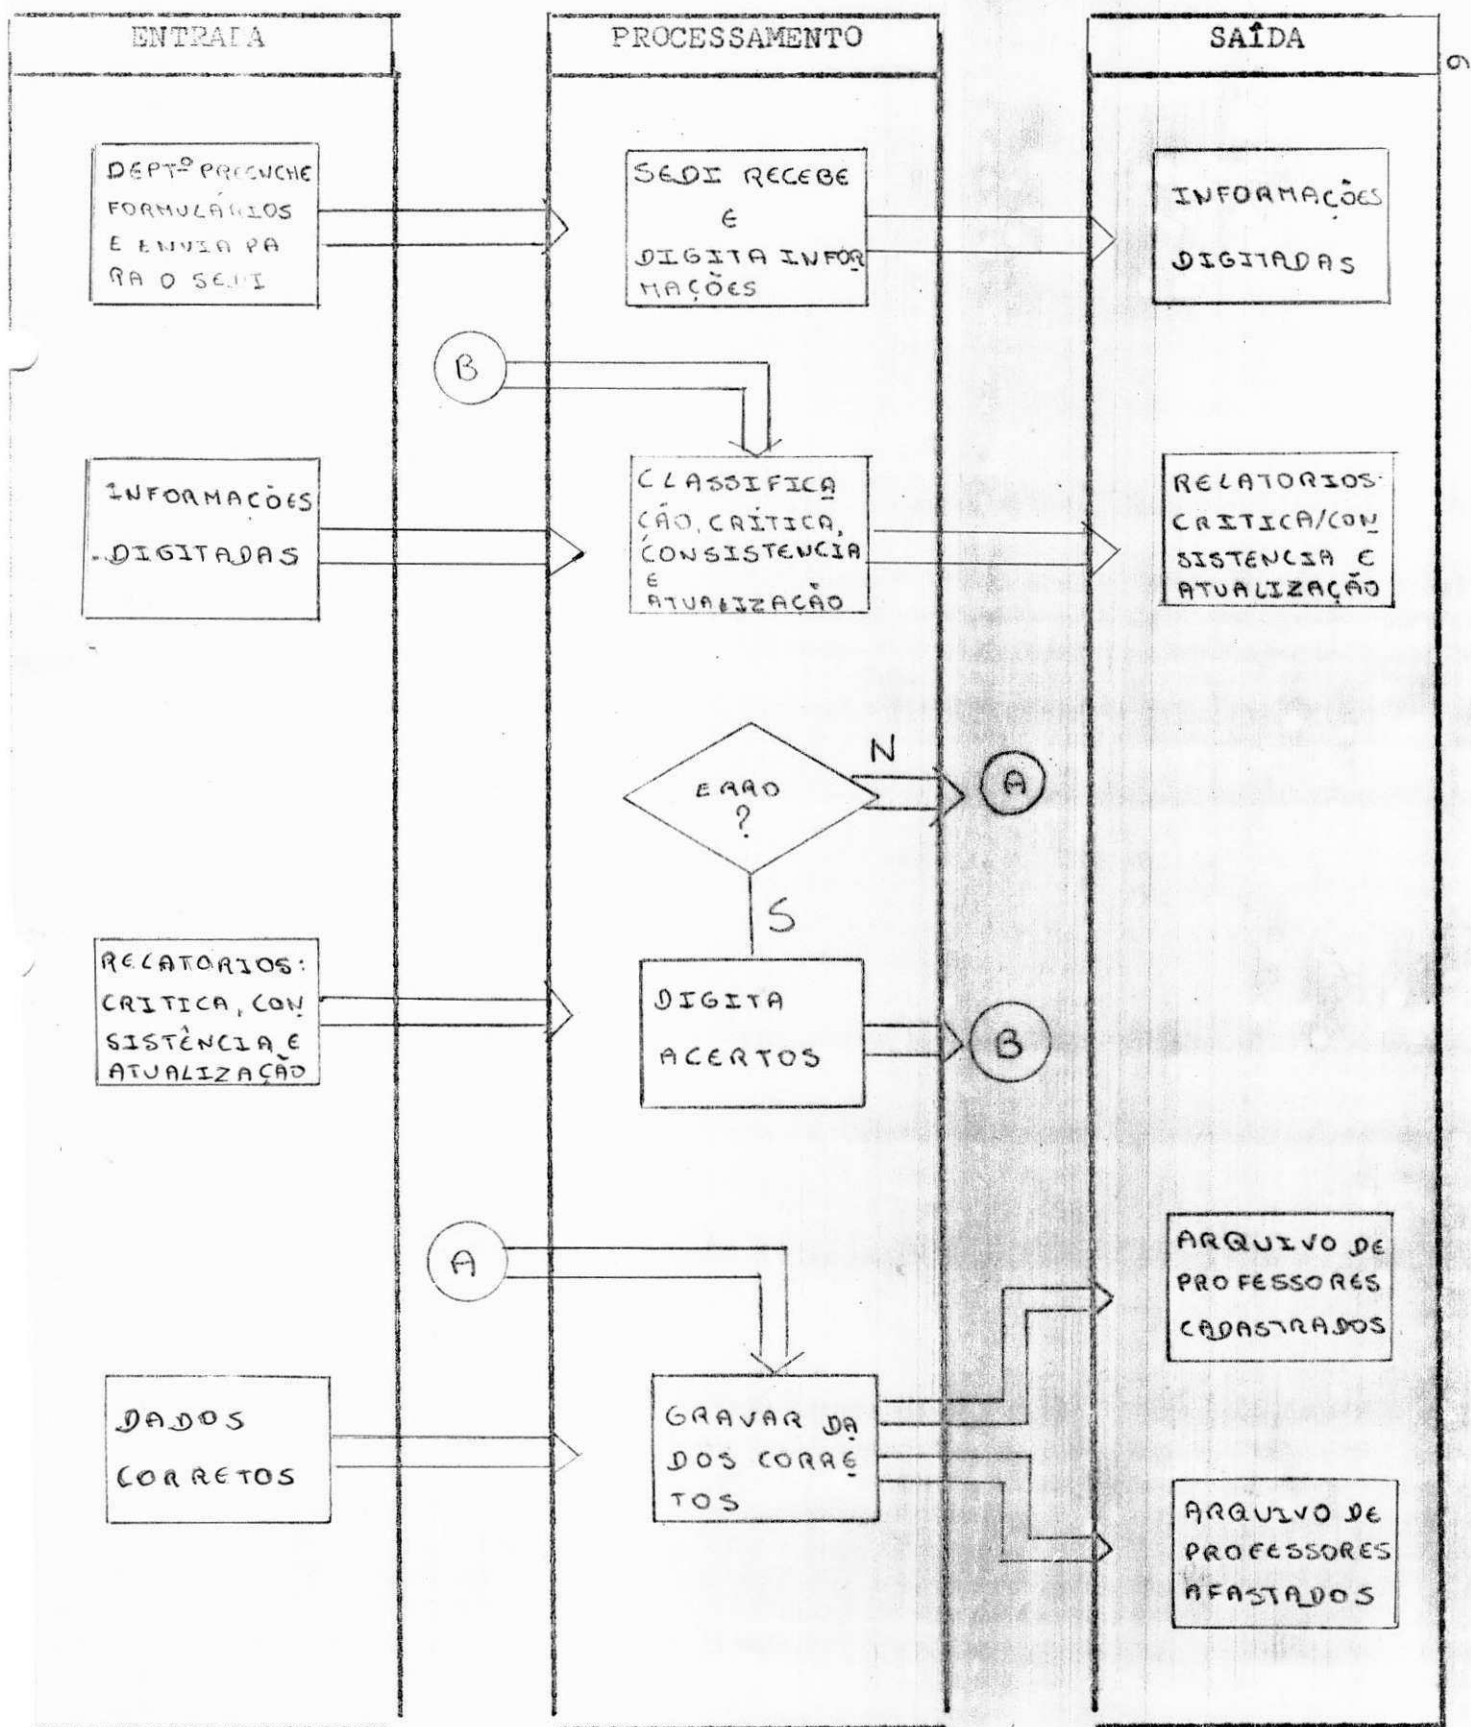 ENTRADA
PROCESSAMENTO
SAÍDA
6
DEPTº PREENCHE
FORMULÁRIOS
E ENVIA PA
RA O SEDI
SEDI RECEBE
E
DIGITA INFOR
MAÇÕES
INFORMAÇÕES
DIGITADAS
B
INFORMAÇÕES
DIGITADAS
CLASSIFICA
ÇÃO, CRÍTICA,
CONSISTENCIA
E
ATUALIZAÇÃO
RELATORIOS:
CRITICA/CON
SISTENCIA E
ATUALIZAÇÃO
ERRO
?
N
A
S
RELATORIOS:
CRITICA, CON
SISTÊNCIA E
ATUALIZAÇÃO
DIGITA
ACERTOS
B
A
ARQUIVO DE
PROFESSORES
CADASTRADOS
DADOS
CORRETOS
GRAVAR DA
DOS CORRE
TOS
ARQUIVO DE
PROFESSORES
AFASTADOS